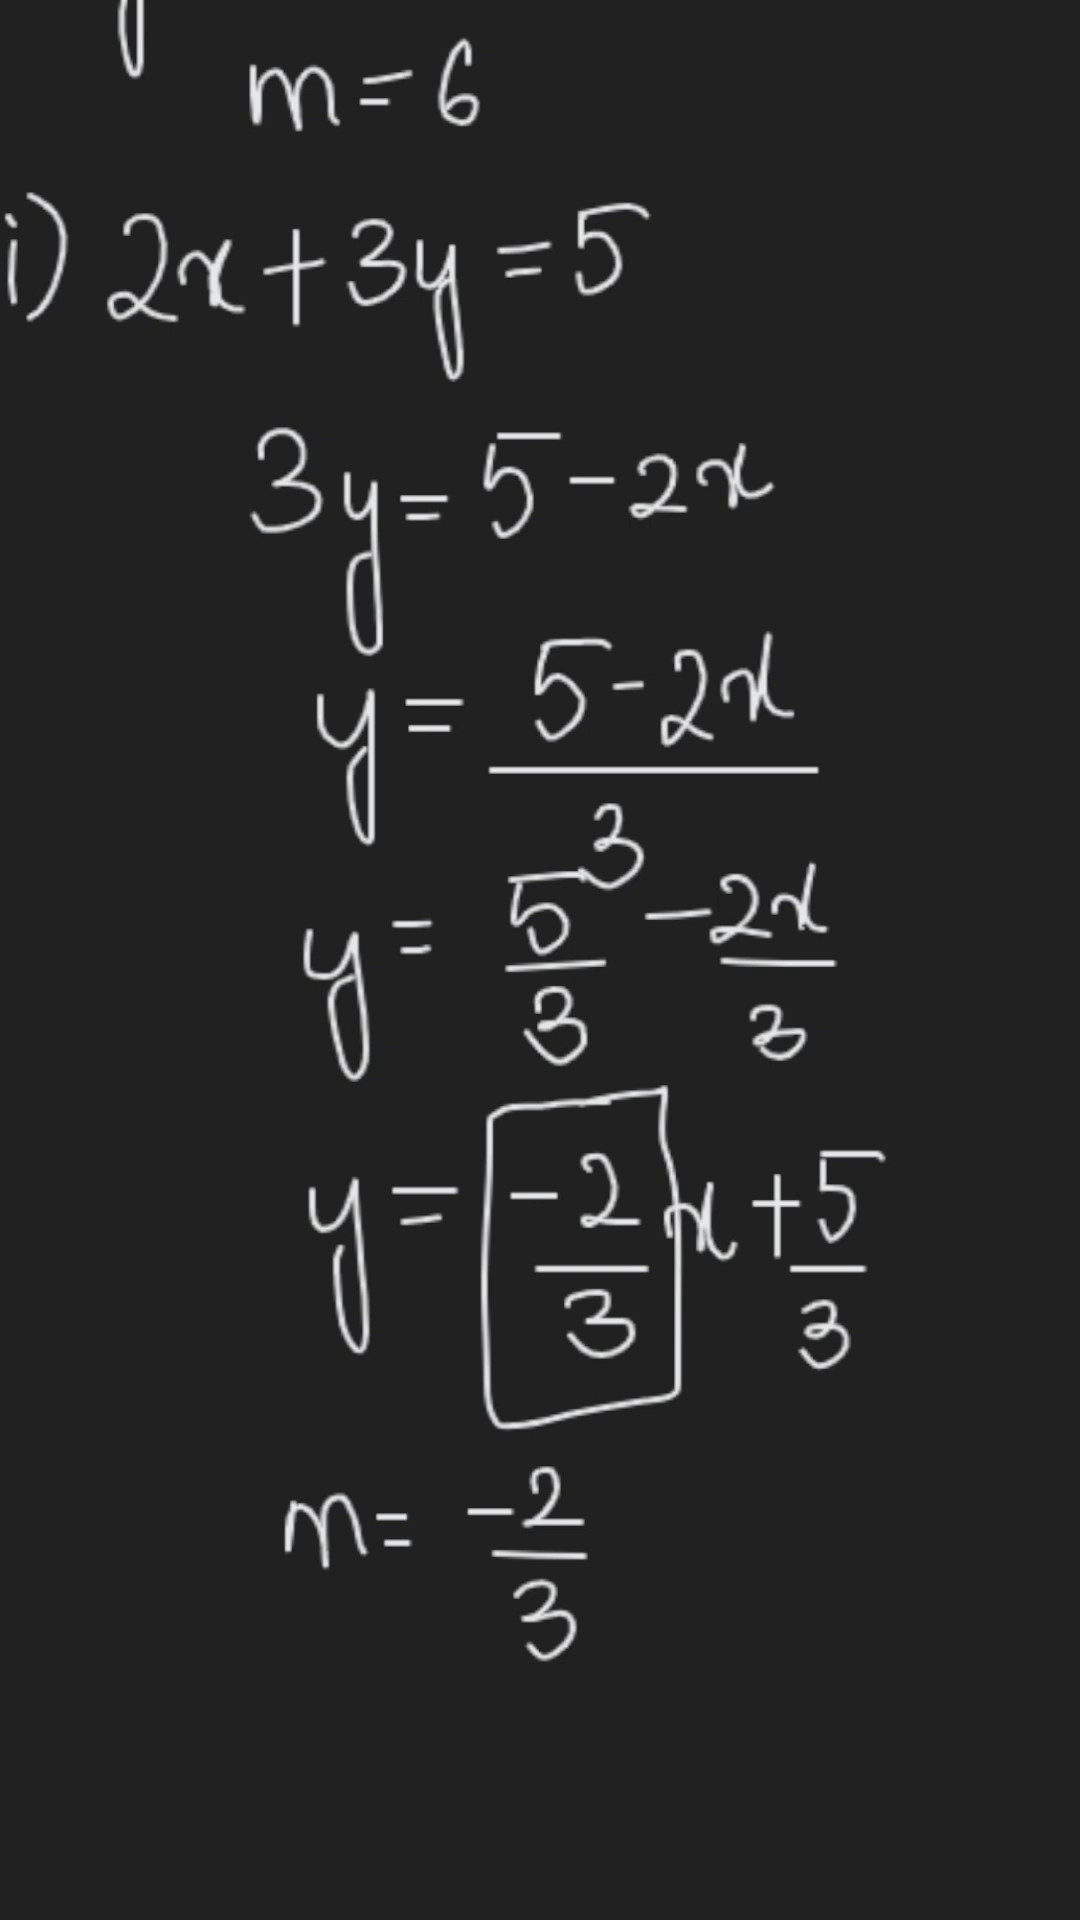 m = 6
i) 2x + 3y = 5
3y = 5 - 2x
y = (5 - 2x)/3
y = 5/3 - 2x/3
y = -2/3 x + 5/3
m = -2/3